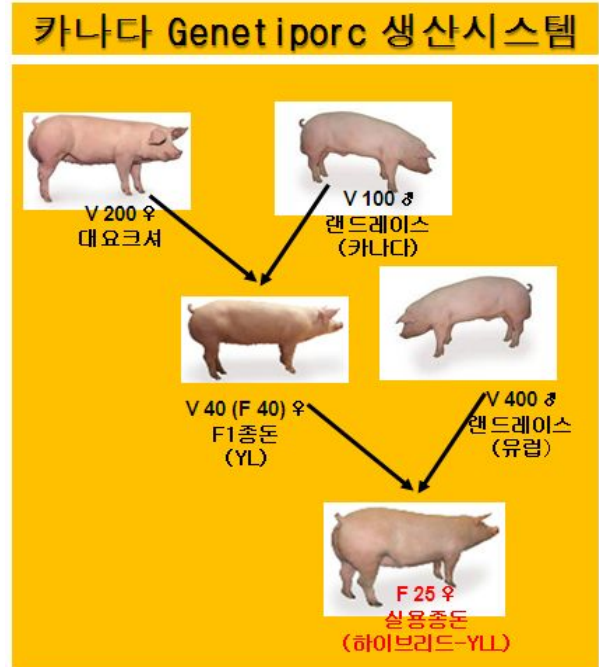 카나다 Genetiporc 생산시스템
V 200 ♀
대요크셔
V 100 ♂
랜드레이스
(카나다)
V 40 (F 40) ♀
F1종돈
(YL)
V 400 ♂
랜드레이스
(유럽)
F 25 ♀
실용종돈
(하이브리드-YLL)